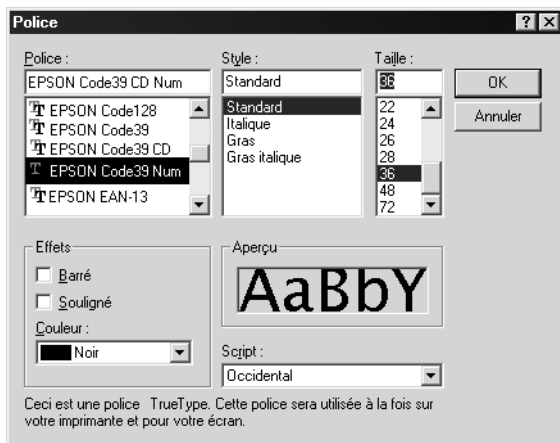 Police
Police :
EPSON Code39 CD Num
EPSON Code128
EPSON Code39
EPSON Code39 CD
EPSON Code39 Num
EPSON EAN-13
Style :
Standard
Standard
Italique
Gras
Gras italique
Taille :
36
22
24
26
28
36
48
72
OK
Annuler
Effets
Barré
Souligné
Couleur :
Noir
Aperçu
AaBbY
Script :
Occidental
Ceci est une police TrueType. Cette police sera utilisée à la fois sur
votre imprimante et pour votre écran.